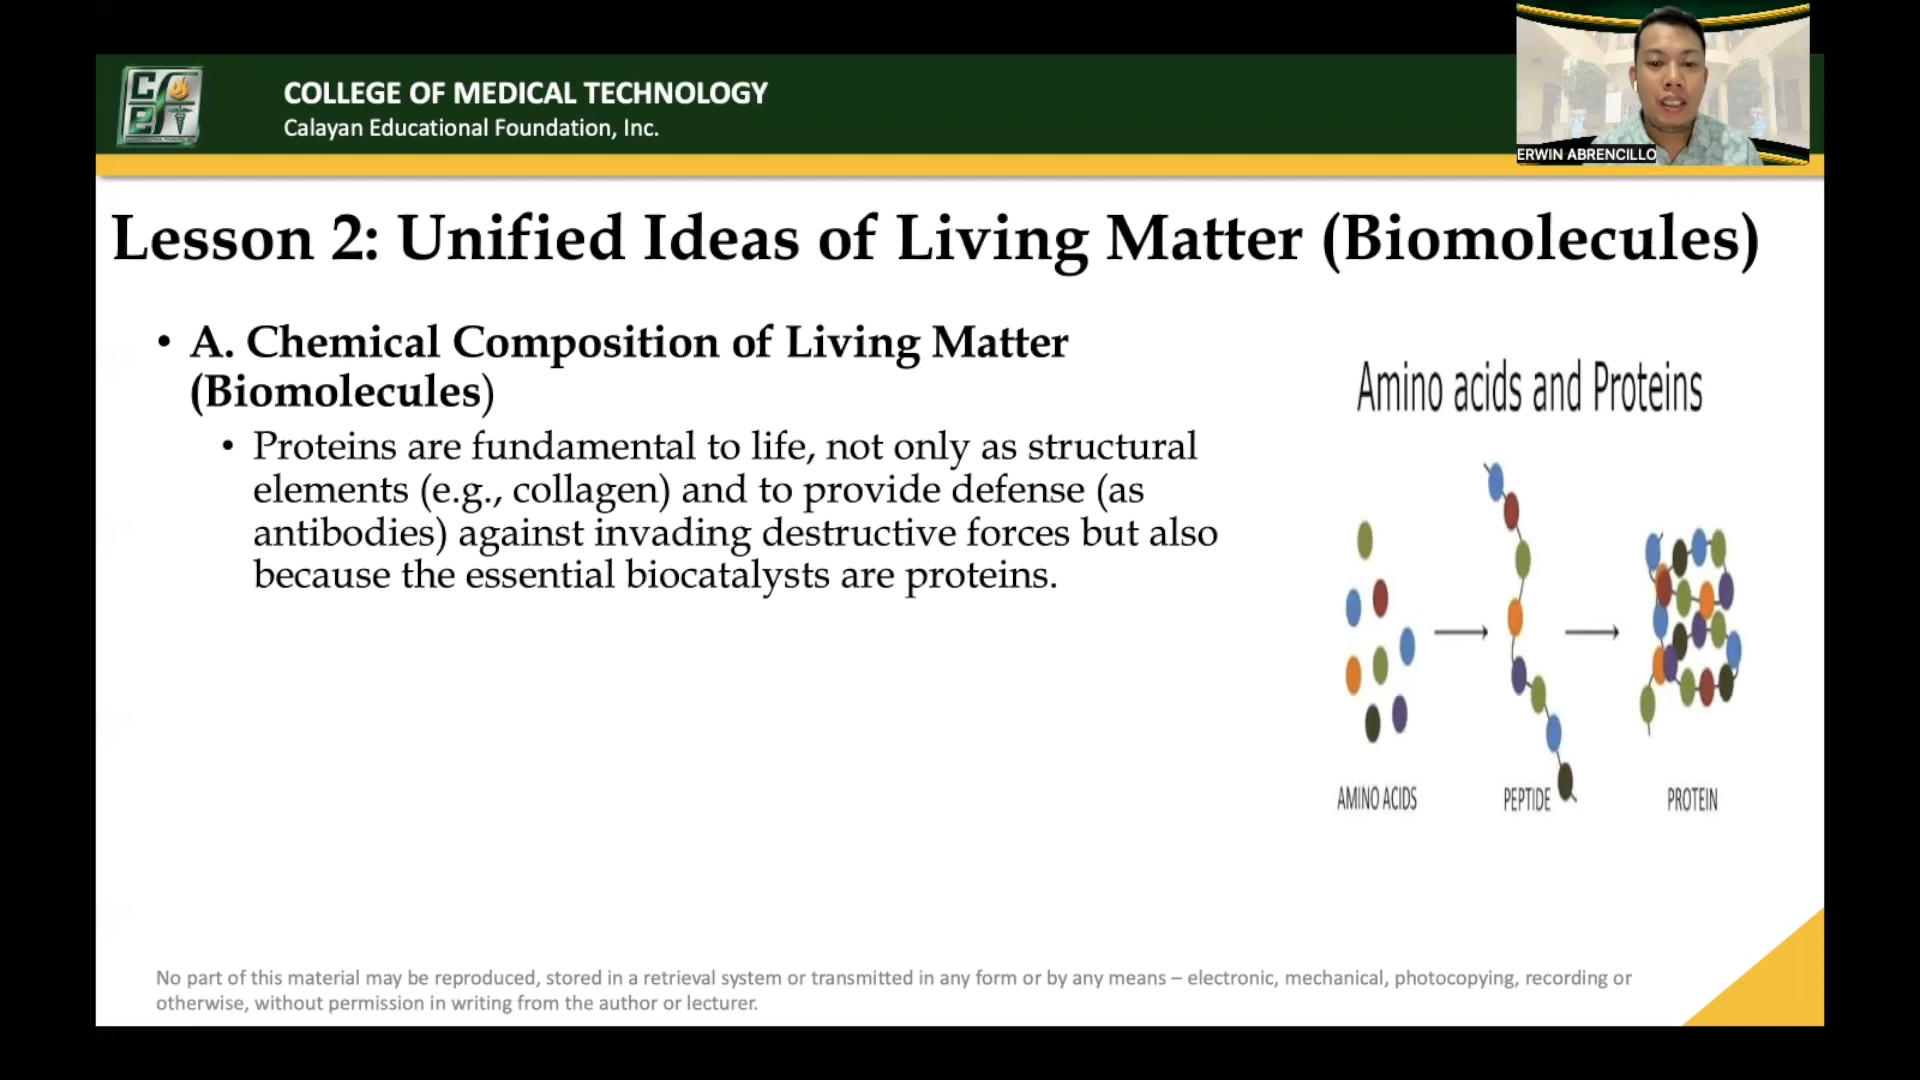 COLLEGE OF MEDICAL TECHNOLOGY
Calayan Educational Foundation, Inc.
ERWIN ABRENCILLO
Lesson 2: Unified Ideas of Living Matter (Biomolecules)
• A. Chemical Composition of Living Matter
(Biomolecules)
• Proteins are fundamental to life, not only as structural
elements (e.g., collagen) and to provide defense (as
antibodies) against invading destructive forces but also
because the essential biocatalysts are proteins.
Amino acids and Proteins
AMINO ACIDS
PEPTIDE
PROTEIN
No part of this material may be reproduced, stored in a retrieval system or transmitted in any form or by any means – electronic, mechanical, photocopying, recording or
otherwise, without permission in writing from the author or lecturer.